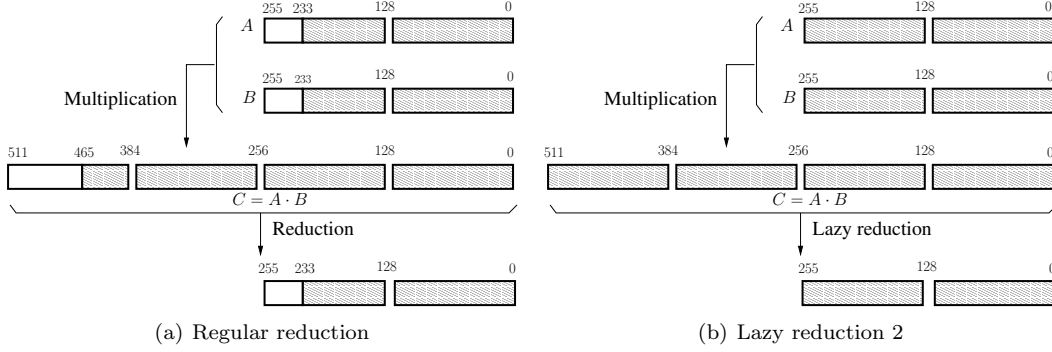 255 233 128 0
A
Multiplication
255 233 128 0
B
511 465 384 256 128 0
C = A · B
Reduction
255 233 128 0
(a) Regular reduction
255 128 0
A
Multiplication
255 128 0
B
511 384 256 128 0
C = A · B
Lazy reduction
255 128 0
(b) Lazy reduction 2